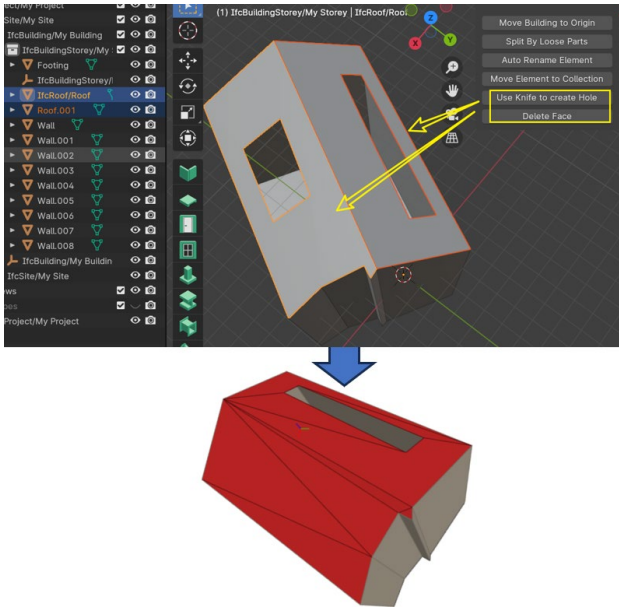 ect/My Project
(1) IfcBuildingStorey/My Storey | IfcRoof/Roof
Site/My Site
IfcBuilding/My Building
IfcBuildingStorey/My
Footing
IfcBuildingStorey/
IfcRoof/Roof
Roof.001
Wall
Wall.001
Wall.002
Wall.003
Wall.004
Wall.005
Wall.006
Wall.007
Wall.008
IfcBuilding/My Buildin
IfcSite/My Site
ws
pes
Project/My Project
Z
X
Y
Move Building to Origin
Split By Loose Parts
Auto Rename Element
Move Element to Collection
Use Knife to create Hole
Delete Face